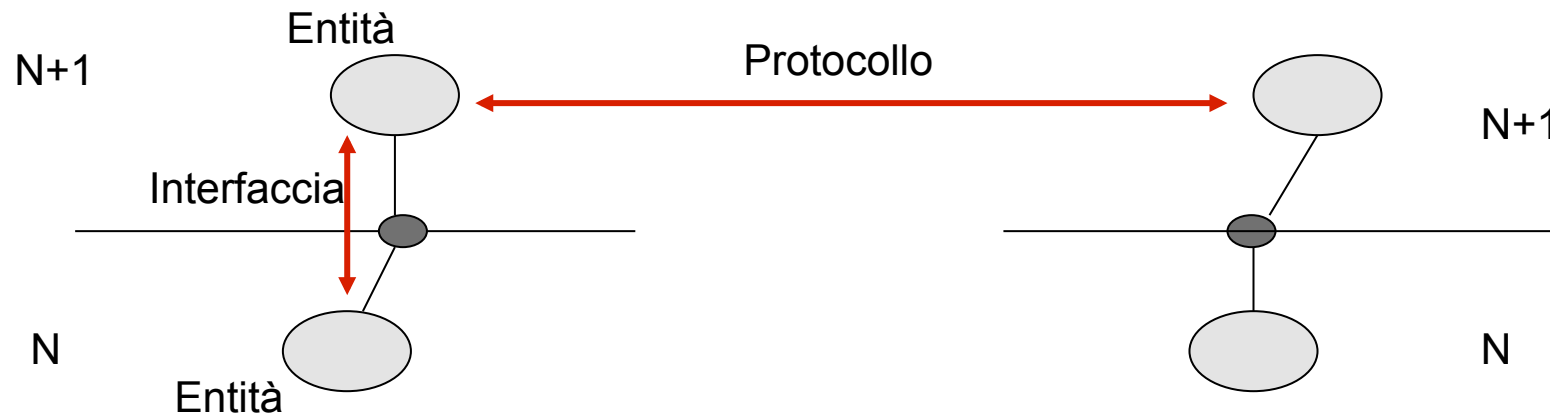 Entità
N+1
Protocollo
N+1
Interfaccia
N
N
Entità